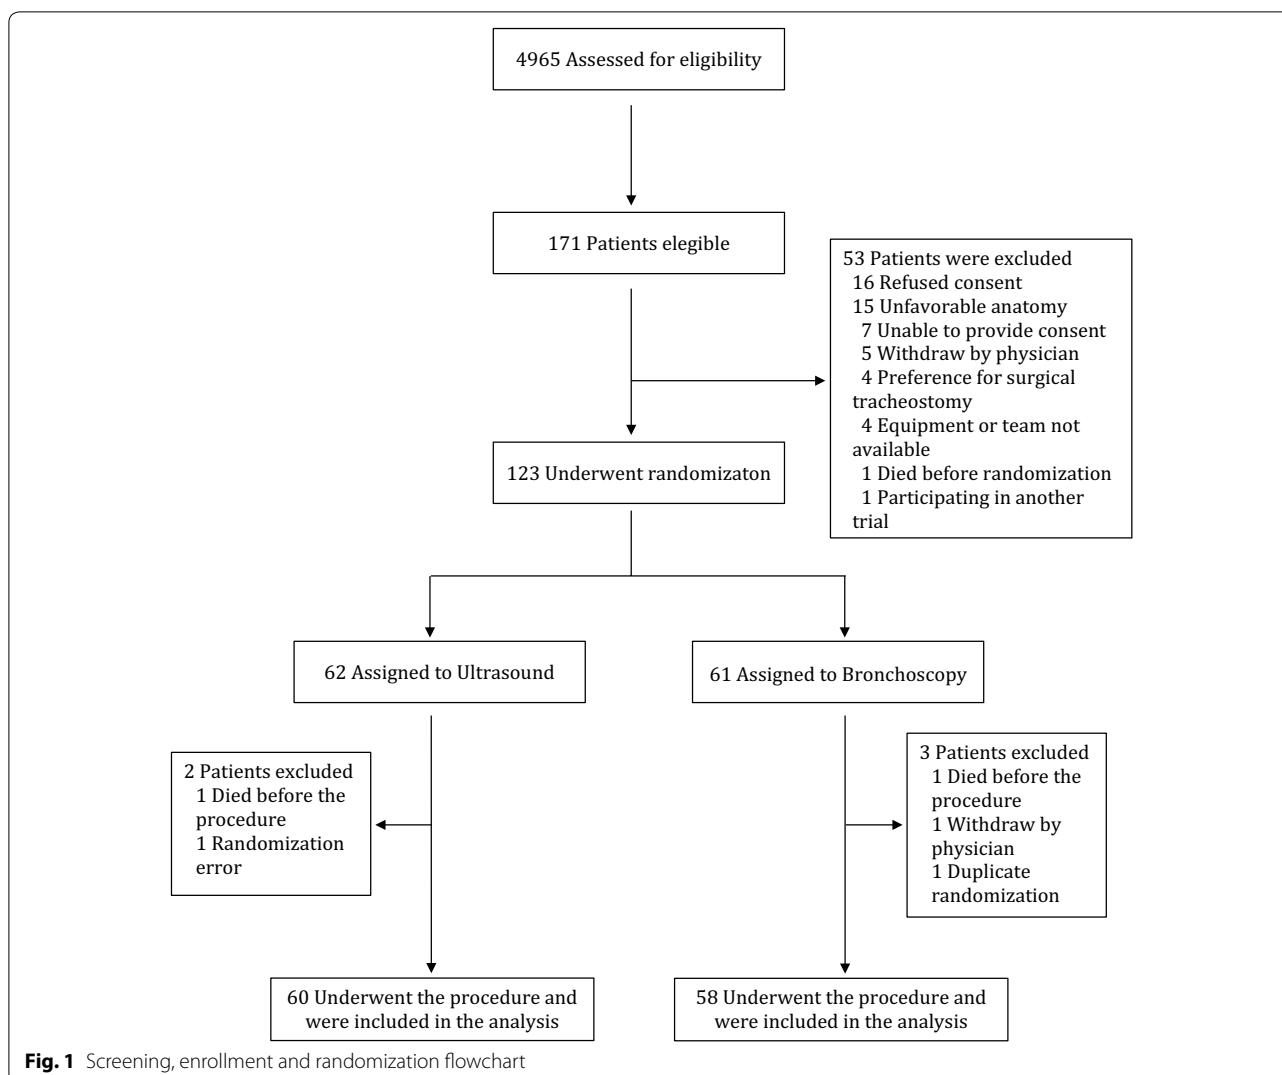 4965 Assessed for eligibility
171 Patients elegible
53 Patients were excluded
16 Refused consent
15 Unfavorable anatomy
7 Unable to provide consent
5 Withdraw by physician
4 Preference for surgical
tracheostomy
4 Equipment or team not
available
1 Died before randomization
1 Participating in another
trial
123 Underwent randomizaton
62 Assigned to Ultrasound
61 Assigned to Bronchoscopy
2 Patients excluded
1 Died before the
procedure
1 Randomization
error
3 Patients excluded
1 Died before the
procedure
1 Withdraw by
physician
1 Duplicate
randomization
60 Underwent the procedure and
were included in the analysis
58 Underwent the procedure and
were included in the analysis
Fig. 1 Screening, enrollment and randomization flowchart